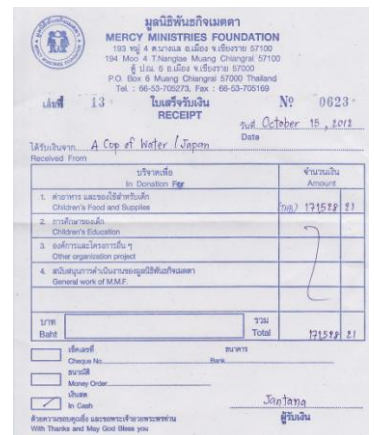 มูลนิธิพันธกิจเมตตา
MERCY MINISTRIES FOUNDATION
193 หมู่ 4 ต.นางแล อ.เมือง จ.เชียงราย 57100
194 Moo 4 T.Nanglae Muang Chiangrai 57100
ตู้ ปณ. 6 อ.เมือง จ.เชียงราย 57000
P.O. Box 6 Muang Chiangrai 57000 Thailand
Tel. : 66-53-705273, Fax : 66-53-705169
เล่มที่ 13 ใบเสร็จรับเงิน Nº 0623
RECEIPT
วันที่ October 15, 2012
Date
ได้รับเงินจาก A Cop of Water / Japan
Received From
บริจาคเพื่อ จำนวนเงิน
In Donation For Amount
1. ค่าอาหาร และของใช้สำหรับเด็ก
Children's Food and Supplies (THB) 171,528 21
2. การศึกษาของเด็ก
Children's Education
3. องค์การและโครงการอื่น ๆ
Other organization project
4. สนับสนุนการดำเนินงานของมูลนิธิพันธกิจเมตตา
General work of M.M.F.
บาท รวม
Baht Total 171,528 21
เช็คเลขที่ ธนาคาร
Cheque No. Bank
ธนาณัติ
Money Order
เงินสด
In Cash Jantana
ด้วยความขอบคุณยิ่ง และขอพระเจ้าอวยพระพรท่าน ผู้รับเงิน
With Thanks and May God Bless you